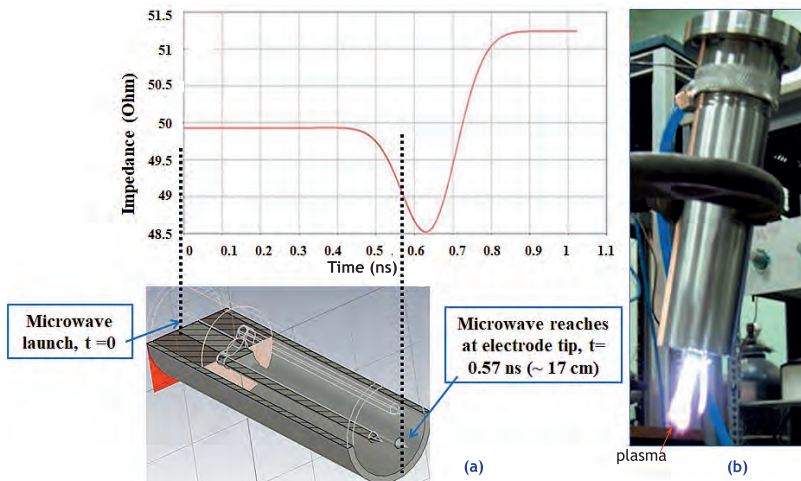 51.5
51
50.5
50
49.5
49
48.5
Impedance (Ohm)
0 0.1 0.2 0.3 0.4 0.5 0.6 0.7 0.8 0.9 1 1.1
Time (ns)
Microwave
launch, t =0
Microwave reaches
at electrode tip, t=
0.57 ns (~ 17 cm)
(a)
plasma
(b)